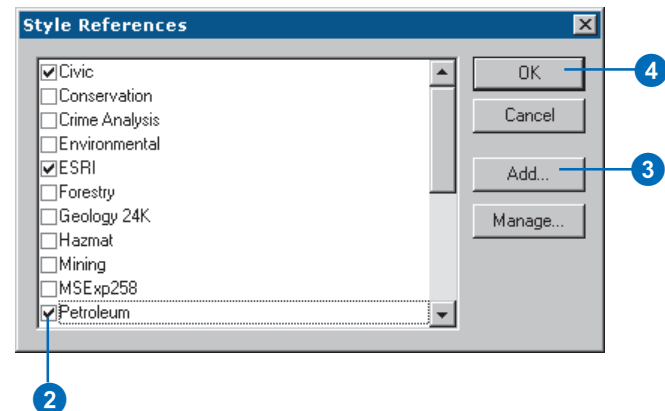 Style References
Civic
Conservation
Crime Analysis
Environmental
ESRI
Forestry
Geology 24K
Hazmat
Mining
MSExp258
Petroleum
OK
4
Cancel
Add...
3
Manage...
2